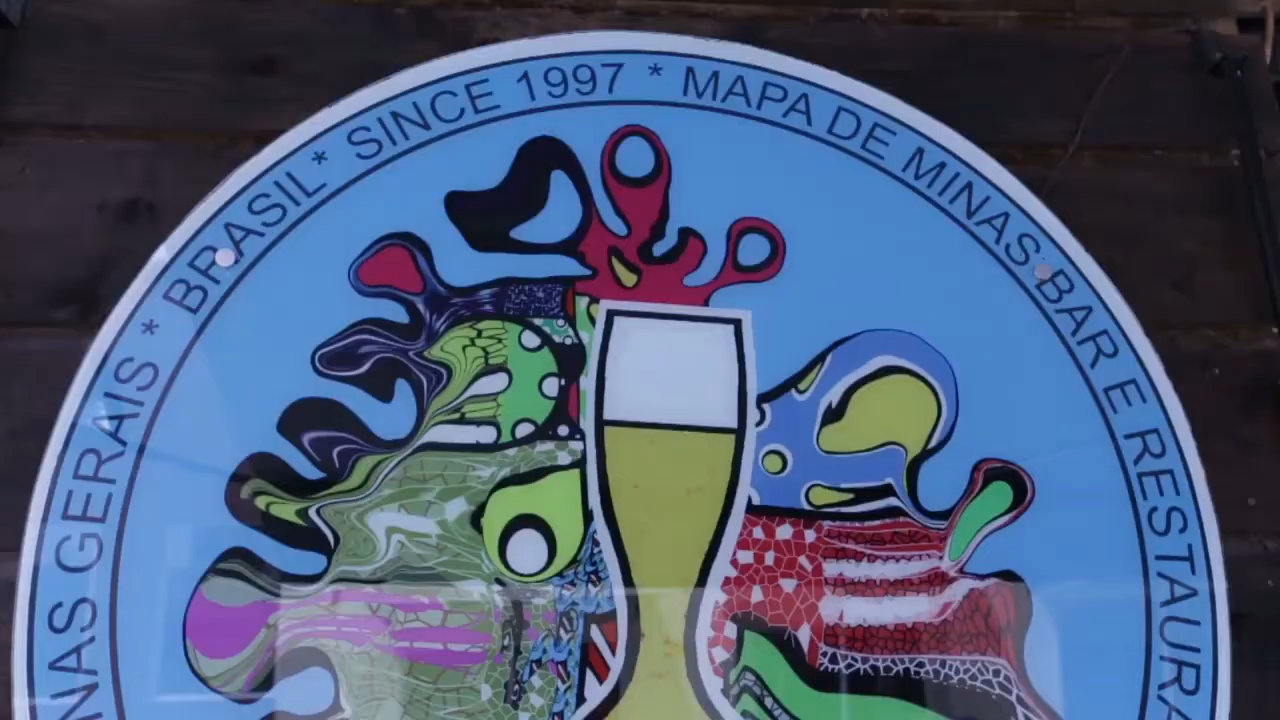 NAS GERAIS * BRASIL * SINCE 1997 * MAPA DE MINAS BAR E RESTAURA